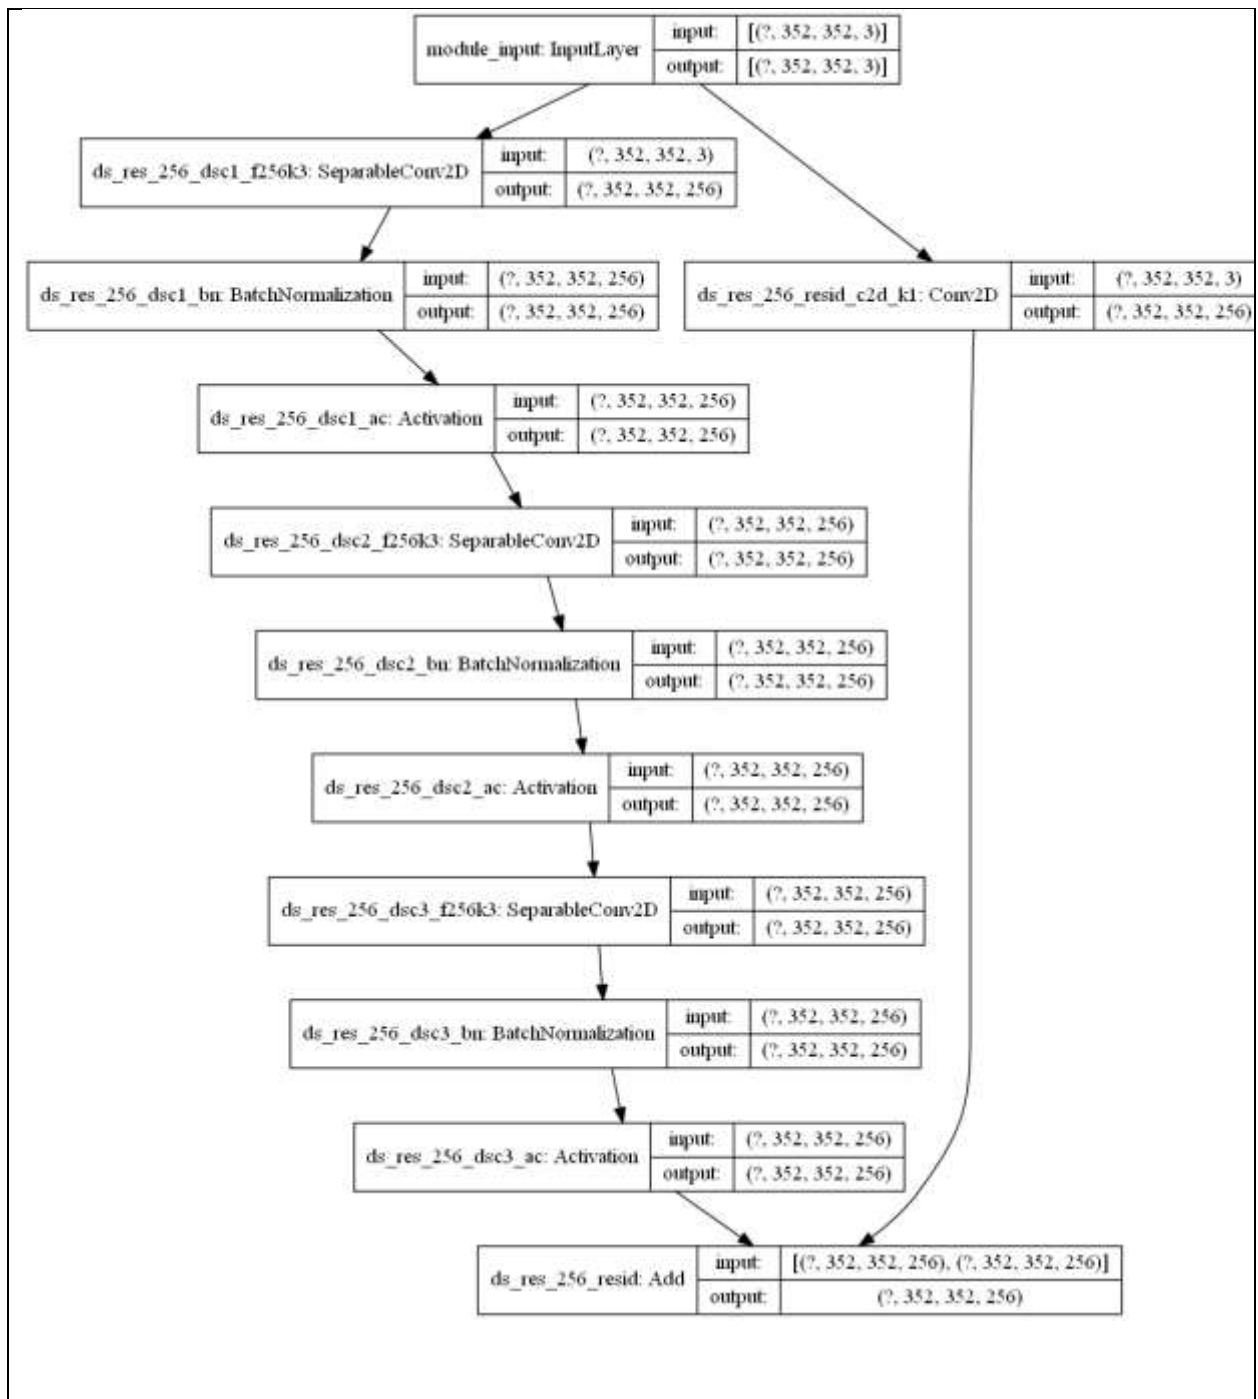 module_input: InputLayer
input: [(?, 352, 352, 3)]
output: [(?, 352, 352, 3)]
ds_res_256_dsc1_f256k3: SeparableConv2D
input: (?, 352, 352, 3)
output: (?, 352, 352, 256)
ds_res_256_dsc1_bn: BatchNormalization
input: (?, 352, 352, 256)
output: (?, 352, 352, 256)
ds_res_256_resid_c2d_k1: Conv2D
input: (?, 352, 352, 3)
output: (?, 352, 352, 256)
ds_res_256_dsc1_ac: Activation
input: (?, 352, 352, 256)
output: (?, 352, 352, 256)
ds_res_256_dsc2_f256k3: SeparableConv2D
input: (?, 352, 352, 256)
output: (?, 352, 352, 256)
ds_res_256_dsc2_bn: BatchNormalization
input: (?, 352, 352, 256)
output: (?, 352, 352, 256)
ds_res_256_dsc2_ac: Activation
input: (?, 352, 352, 256)
output: (?, 352, 352, 256)
ds_res_256_dsc3_f256k3: SeparableConv2D
input: (?, 352, 352, 256)
output: (?, 352, 352, 256)
ds_res_256_dsc3_bn: BatchNormalization
input: (?, 352, 352, 256)
output: (?, 352, 352, 256)
ds_res_256_dsc3_ac: Activation
input: (?, 352, 352, 256)
output: (?, 352, 352, 256)
ds_res_256_resid: Add
input: [(?, 352, 352, 256), (?, 352, 352, 256)]
output: (?, 352, 352, 256)